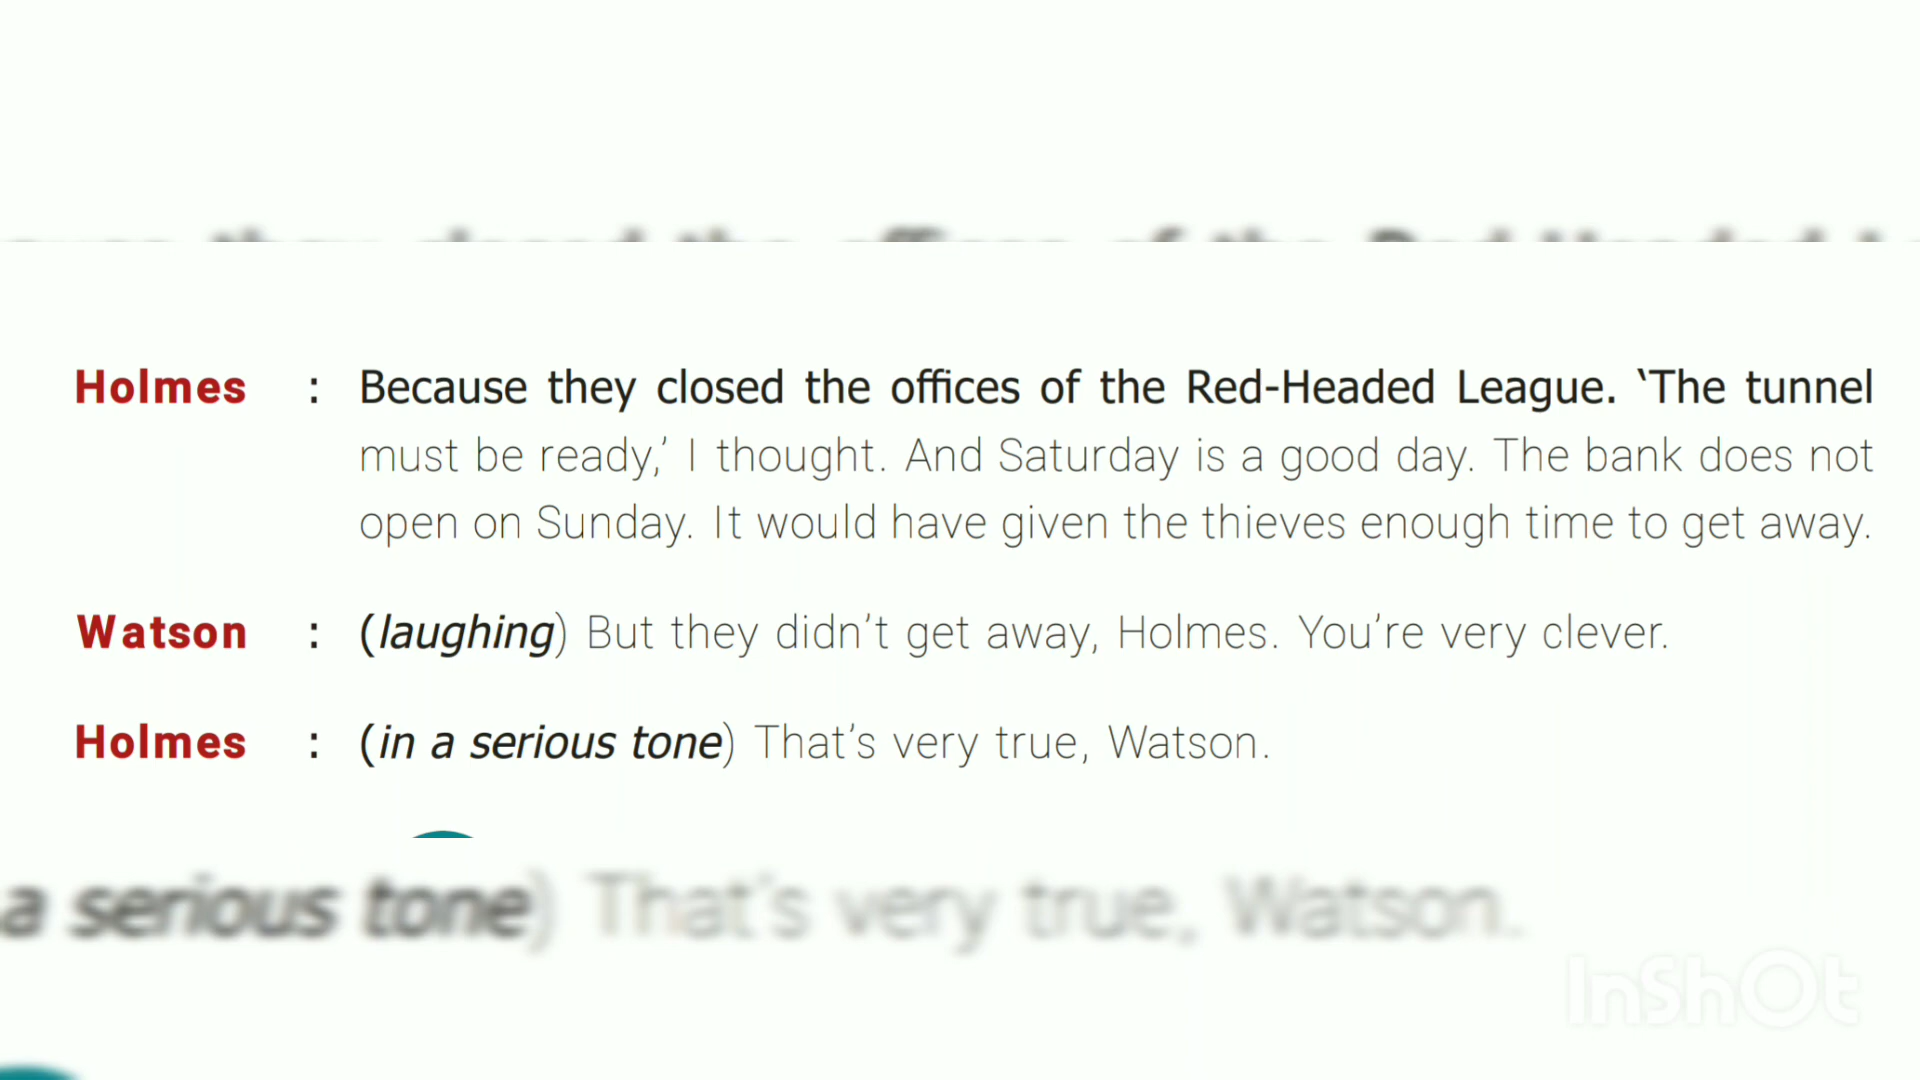 Holmes : Because they closed the offices of the Red-Headed League. ‘The tunnel
must be ready,’ I thought. And Saturday is a good day. The bank does not
open on Sunday. It would have given the thieves enough time to get away.
Watson : (laughing) But they didn’t get away, Holmes. You’re very clever.
Holmes : (in a serious tone) That’s very true, Watson.
a serious tone) That’s very true, Watson.
InShOt